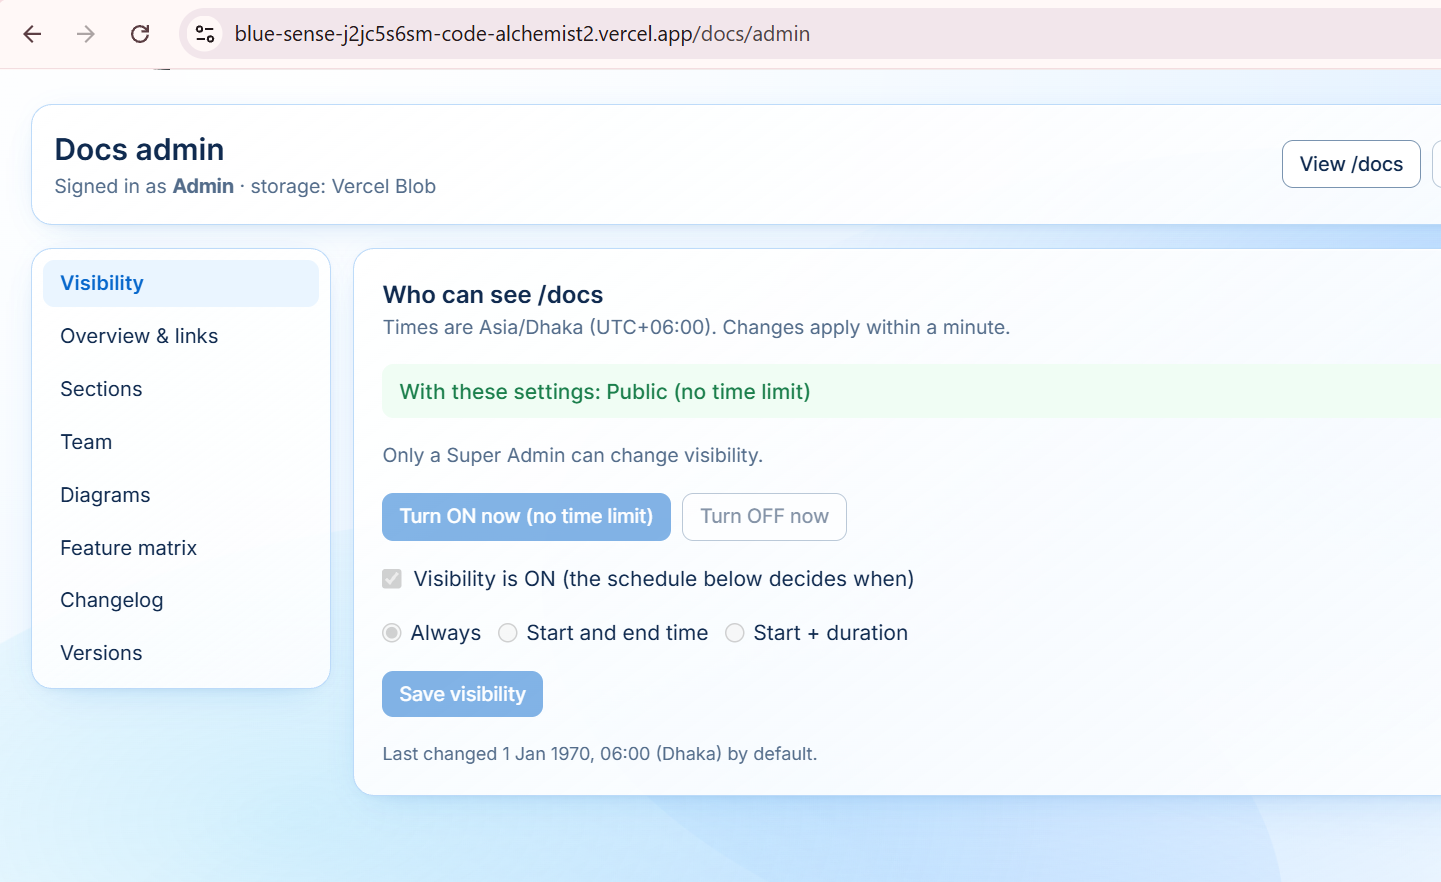 blue-sense-j2jc5s6sm-code-alchemist2.vercel.app/docs/admin
Docs admin
Signed in as Admin · storage: Vercel Blob
View /docs
Visibility
Overview & links
Sections
Team
Diagrams
Feature matrix
Changelog
Versions
Who can see /docs
Times are Asia/Dhaka (UTC+06:00). Changes apply within a minute.
With these settings: Public (no time limit)
Only a Super Admin can change visibility.
Turn ON now (no time limit) Turn OFF now
Visibility is ON (the schedule below decides when)
Always Start and end time Start + duration
Save visibility
Last changed 1 Jan 1970, 06:00 (Dhaka) by default.